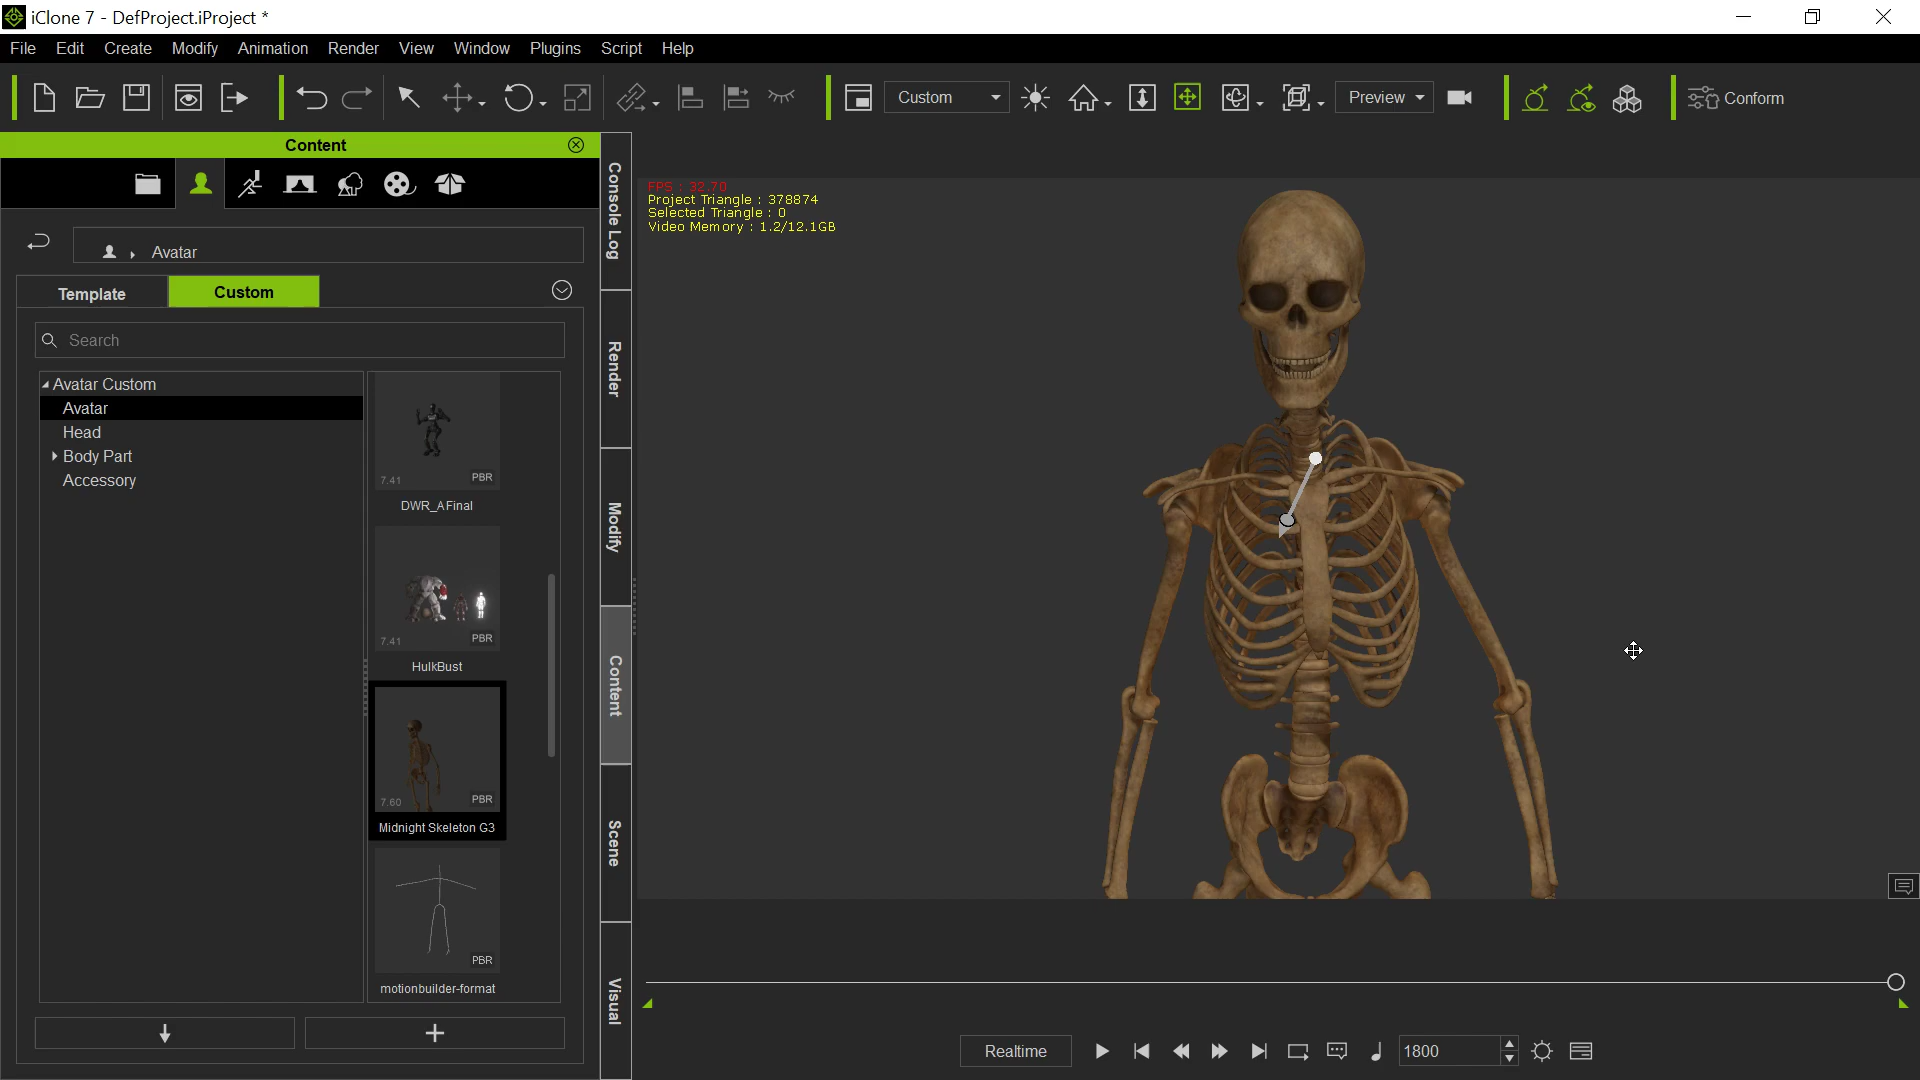 iClone 7 - DefProject.iProject *
File Edit Create Modify Animation Render View Window Plugins Script Help
Custom
Preview
Conform
Content
Avatar
Template
Custom
Search
Avatar Custom
Avatar
Head
Body Part
Accessory
7.41 PBR
DWR_AFinal
7.41 PBR
HulkBust
7.60 PBR
Midnight Skeleton G3
PBR
motionbuilder-format
Console Log
Render
Modify
Content
Scene
Visual
FPS : 32.70
Project Triangle : 378874
Selected Triangle : 0
Video Memory : 1.2/12.1GB
Realtime
1800